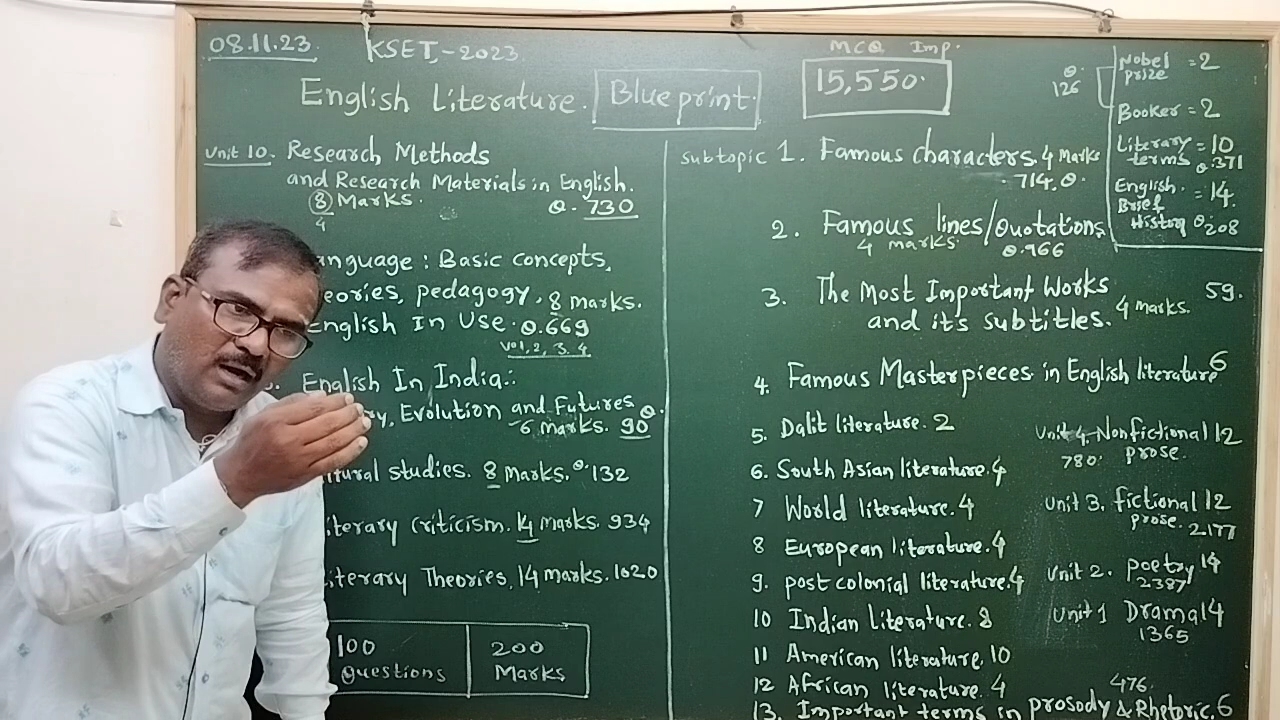 08.11.23
KSET-2023
English Literature. Blue print.
MCQ Imp.
15,550.
Q. 126
Nobel prize = 2
Booker = 2
Literary terms = 10
Q.371
English = 14.
Brief History Q.208
Unit 10. Research Methods
and Research Materials in English.
8 Marks. Q. 730
4
anguage : Basic concepts,
eories, pedagogy. 8 marks.
English In Use. Q.669
Vol, 2, 3. 4
English In India:
y, Evolution and Futures Q.
6 marks. 90
tural studies. 8 Marks. Q. 132
iterary criticism. 14 marks. 934
iterary Theories, 14 marks. 1020
100 Questions
200 Marks
subtopic 1. Famous characters. 4 Marks
714. Q.
2. Famous lines/Quotations
4 marks. Q.966
3. The Most Important Works
and its subtitles. 4 marks. 59.
4. Famous Masterpieces in English literature 6
5. Dalit literature. 2
6. South Asian literature. 4
7 World literature. 4
8 European literature. 4
9. post colonial literature. 4
10 Indian Literature. 8
11 American literature. 10
12 African literature. 4
476.
13. Important terms in prosody & Rhetoric. 6
Unit 4. Nonfictional 12
780. prose.
Unit 3. fictional 12
prose. 2177
Unit 2. poetry 14
2387
Unit 1 Drama 14
1365